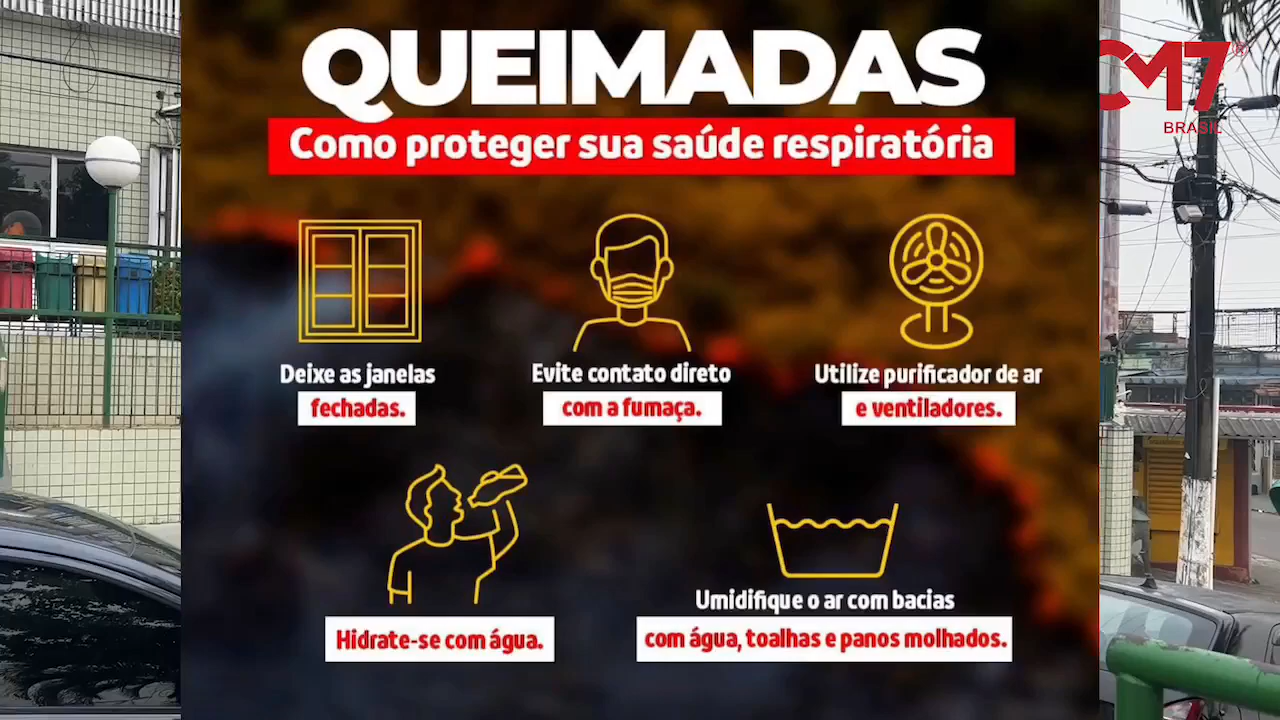 QUEIMADAS
Como proteger sua saúde respiratória
CM7
BRASIL
Deixe as janelas
fechadas.
Evite contato direto
com a fumaça.
Utilize purificador de ar
e ventiladores.
Hidrate-se com água.
Umidifique o ar com bacias
com água, toalhas e panos molhados.